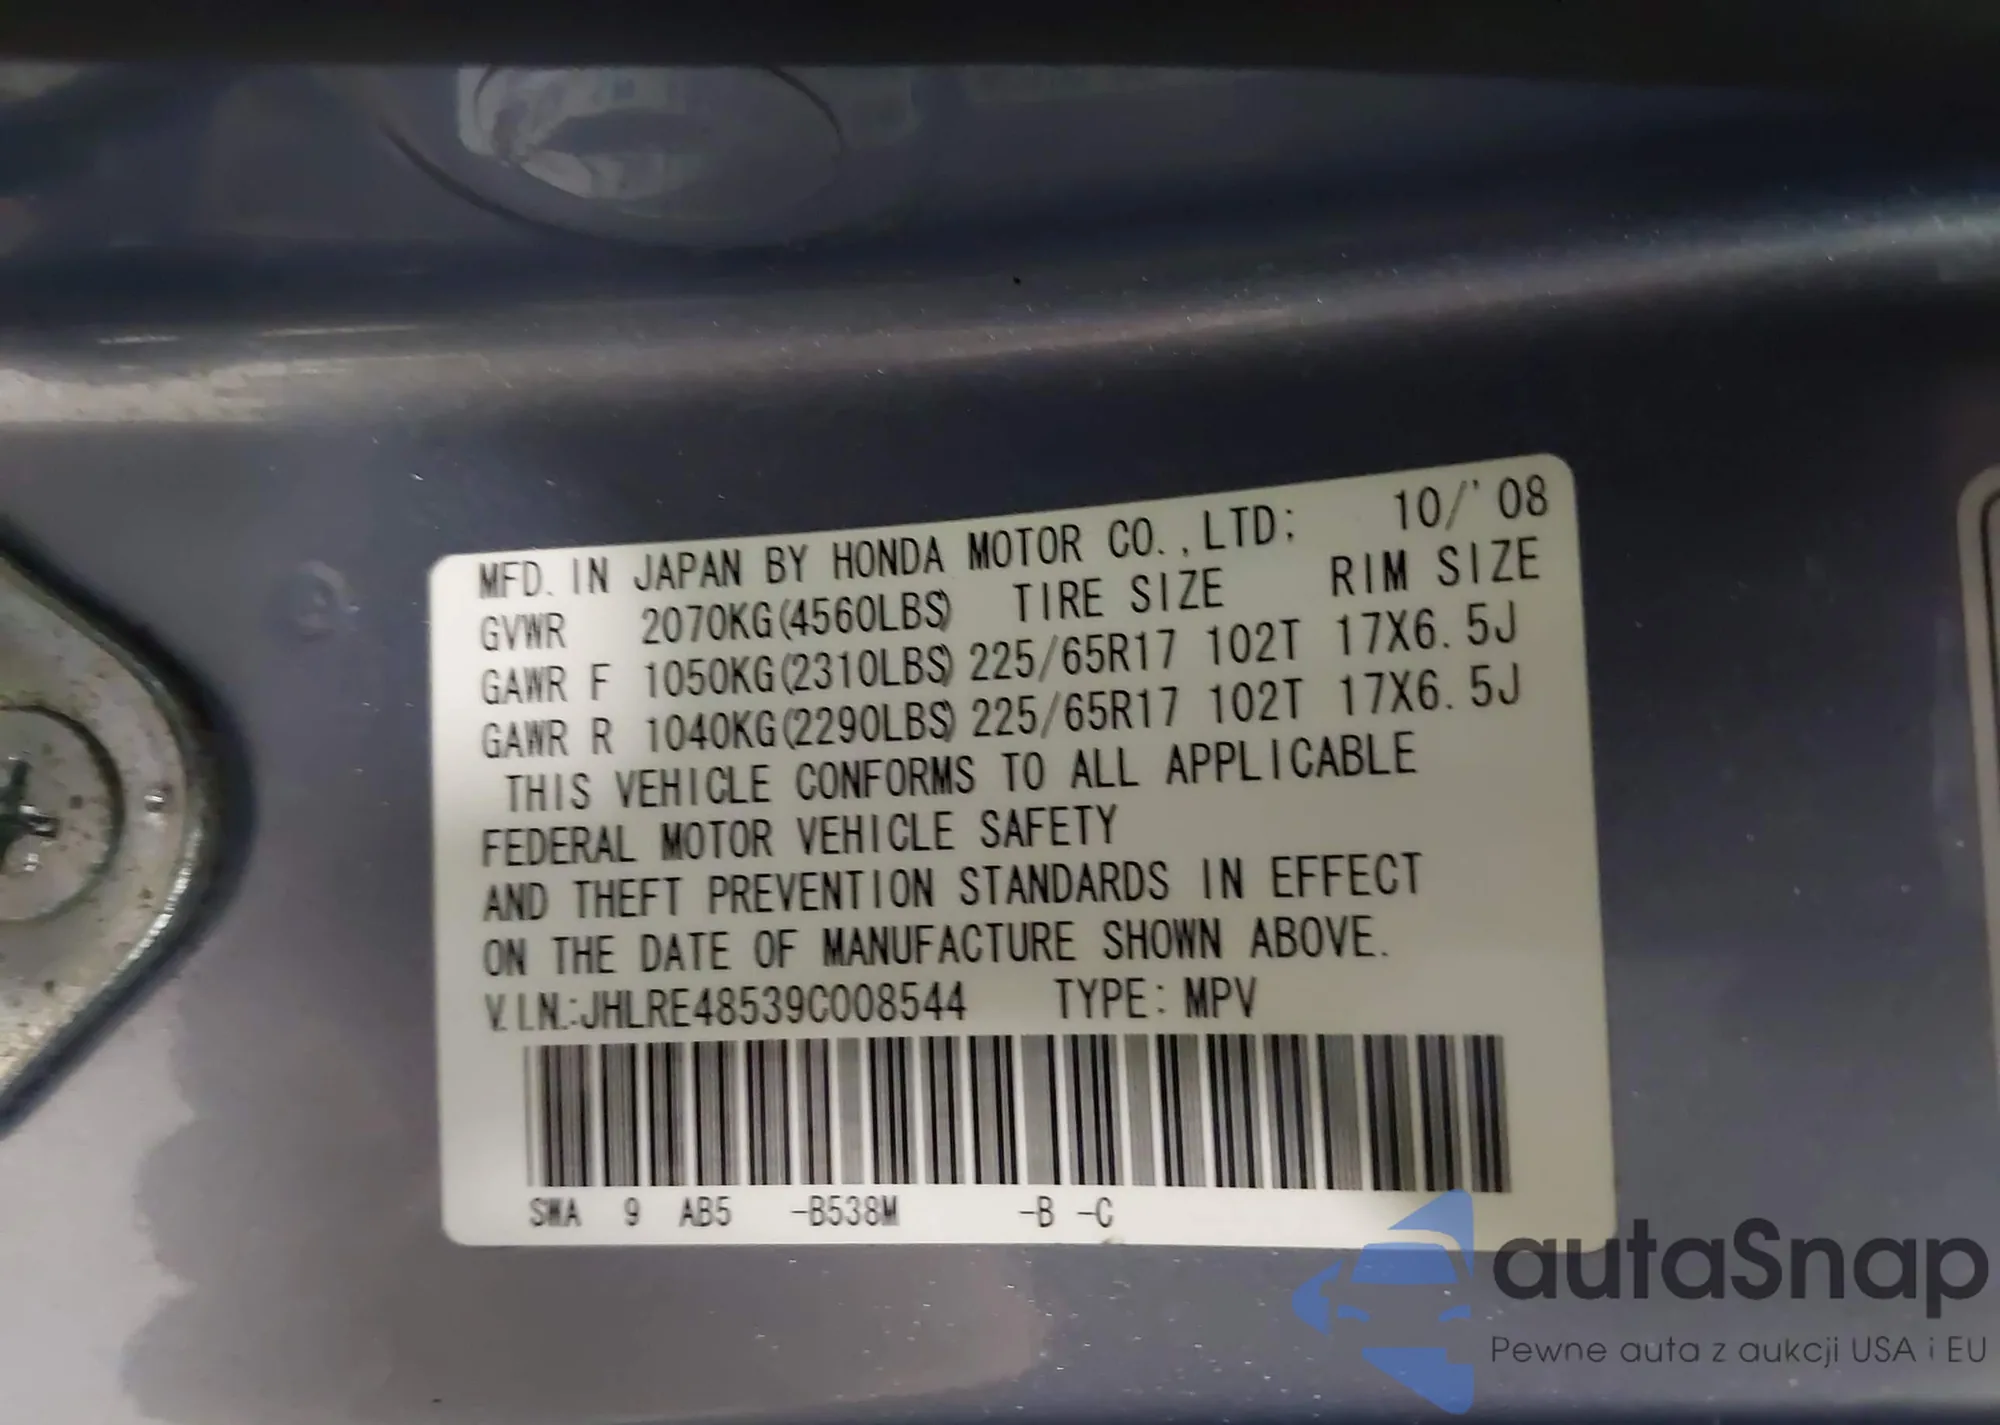 MFD. IN JAPAN BY HONDA MOTOR CO.,LTD; 10/'08
GVWR 2070KG(4560LBS) TIRE SIZE RIM SIZE
GAWR F 1050KG(2310LBS) 225/65R17 102T 17X6.5J
GAWR R 1040KG(2290LBS) 225/65R17 102T 17X6.5J
THIS VEHICLE CONFORMS TO ALL APPLICABLE
FEDERAL MOTOR VEHICLE SAFETY
AND THEFT PREVENTION STANDARDS IN EFFECT
ON THE DATE OF MANUFACTURE SHOWN ABOVE.
V.I.N.:JHLRE48539C008544 TYPE: MPV
SWA 9 AB5 -B538M -B -C
autaSnap
Pewne auta z aukcji USA i EU